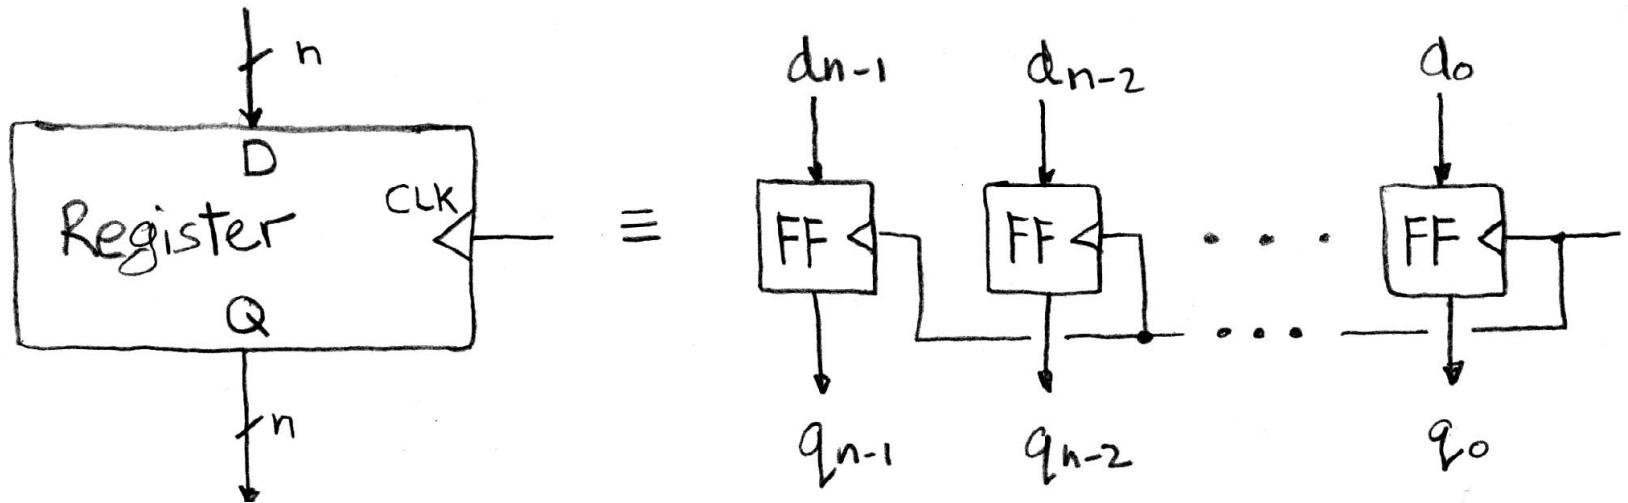 n
D
CLK
Register
Q
n
≡
dn-1 dn-2 d0
FF FF . . . FF
. . .
qn-1 qn-2 q0